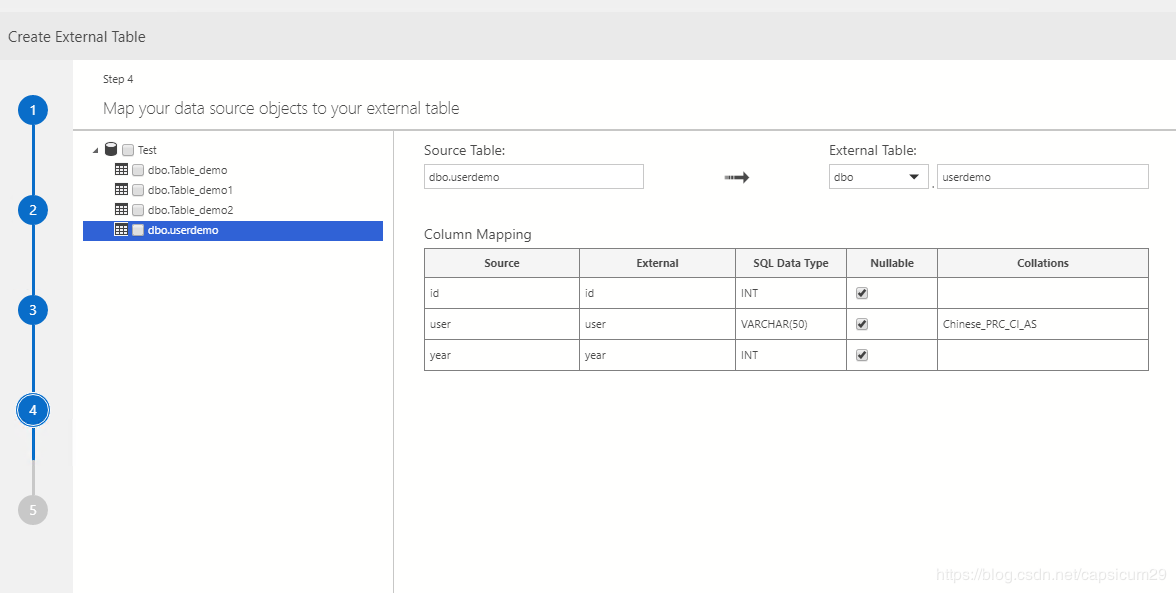 Create External Table
Step 4
Map your data source objects to your external table
1
2
3
4
5
Test
dbo.Table_demo
dbo.Table_demo1
dbo.Table_demo2
dbo.userdemo
Source Table:
External Table:
dbo.userdemo
dbo
.
userdemo
Column Mapping
Source External SQL Data Type Nullable Collations
id id INT
user user VARCHAR(50) Chinese_PRC_CI_AS
year year INT
https://blog.csdn.net/capsicum29